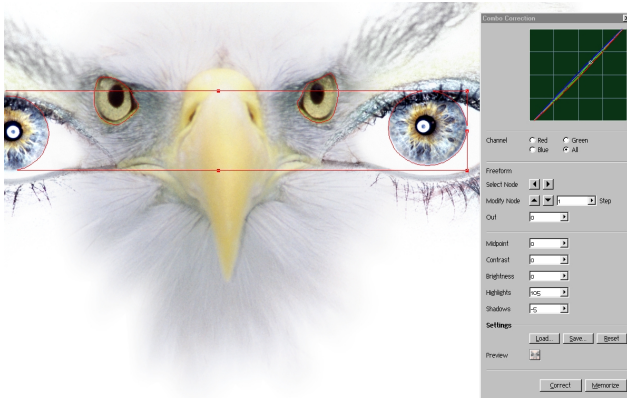 Combo Correction
Channel
Red
Green
Blue
All
Freeform
Select Node
Modify Node
1
Step
Out
0
Midpoint
0
Contrast
0
Brightness
0
Highlights
-105
Shadows
-5
Settings
Load...
Save...
Reset
Preview
Correct
Memorize